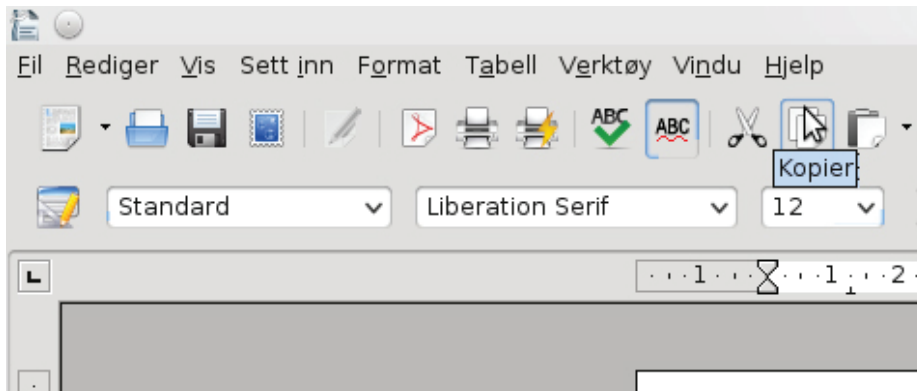 Fil Rediger Vis Sett inn Format Tabell Verktøy Vindu Hjelp
ABC ABC
Kopier
Standard Liberation Serif 12
1 1 2